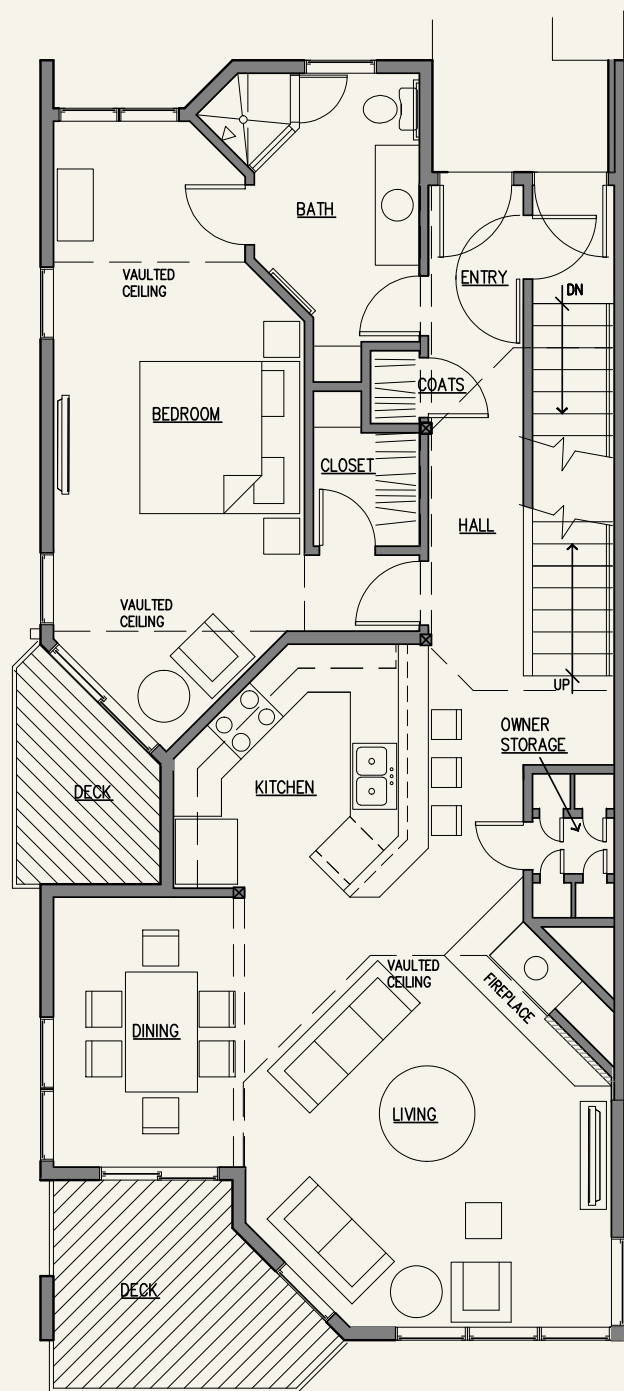 BATH
VAULTED
CEILING
ENTRY
DN
COATS
BEDROOM
CLOSET
HALL
VAULTED
CEILING
UP
OWNER
STORAGE
KITCHEN
DECK
VAULTED
CEILING
FIREPLACE
DINING
LIVING
DECK